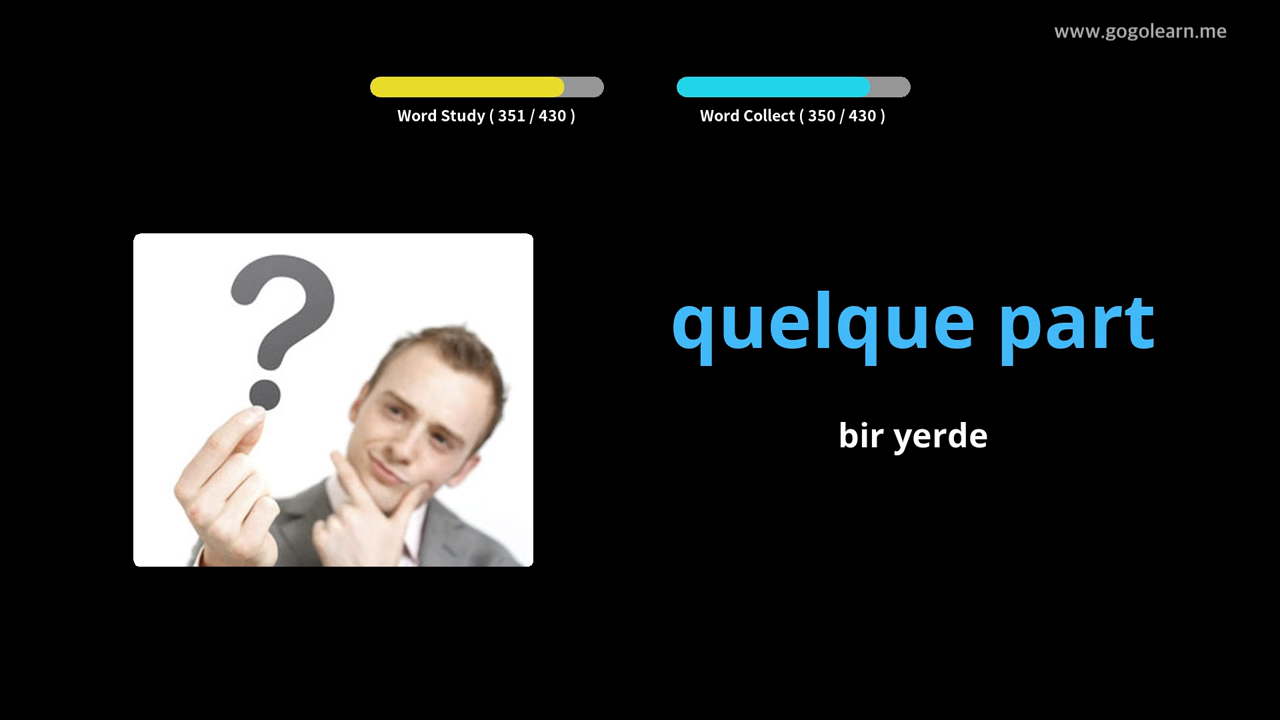 www.gogolearn.me
Word Study ( 351 / 430 )
Word Collect ( 350 / 430 )
?
quelque part
bir yerde